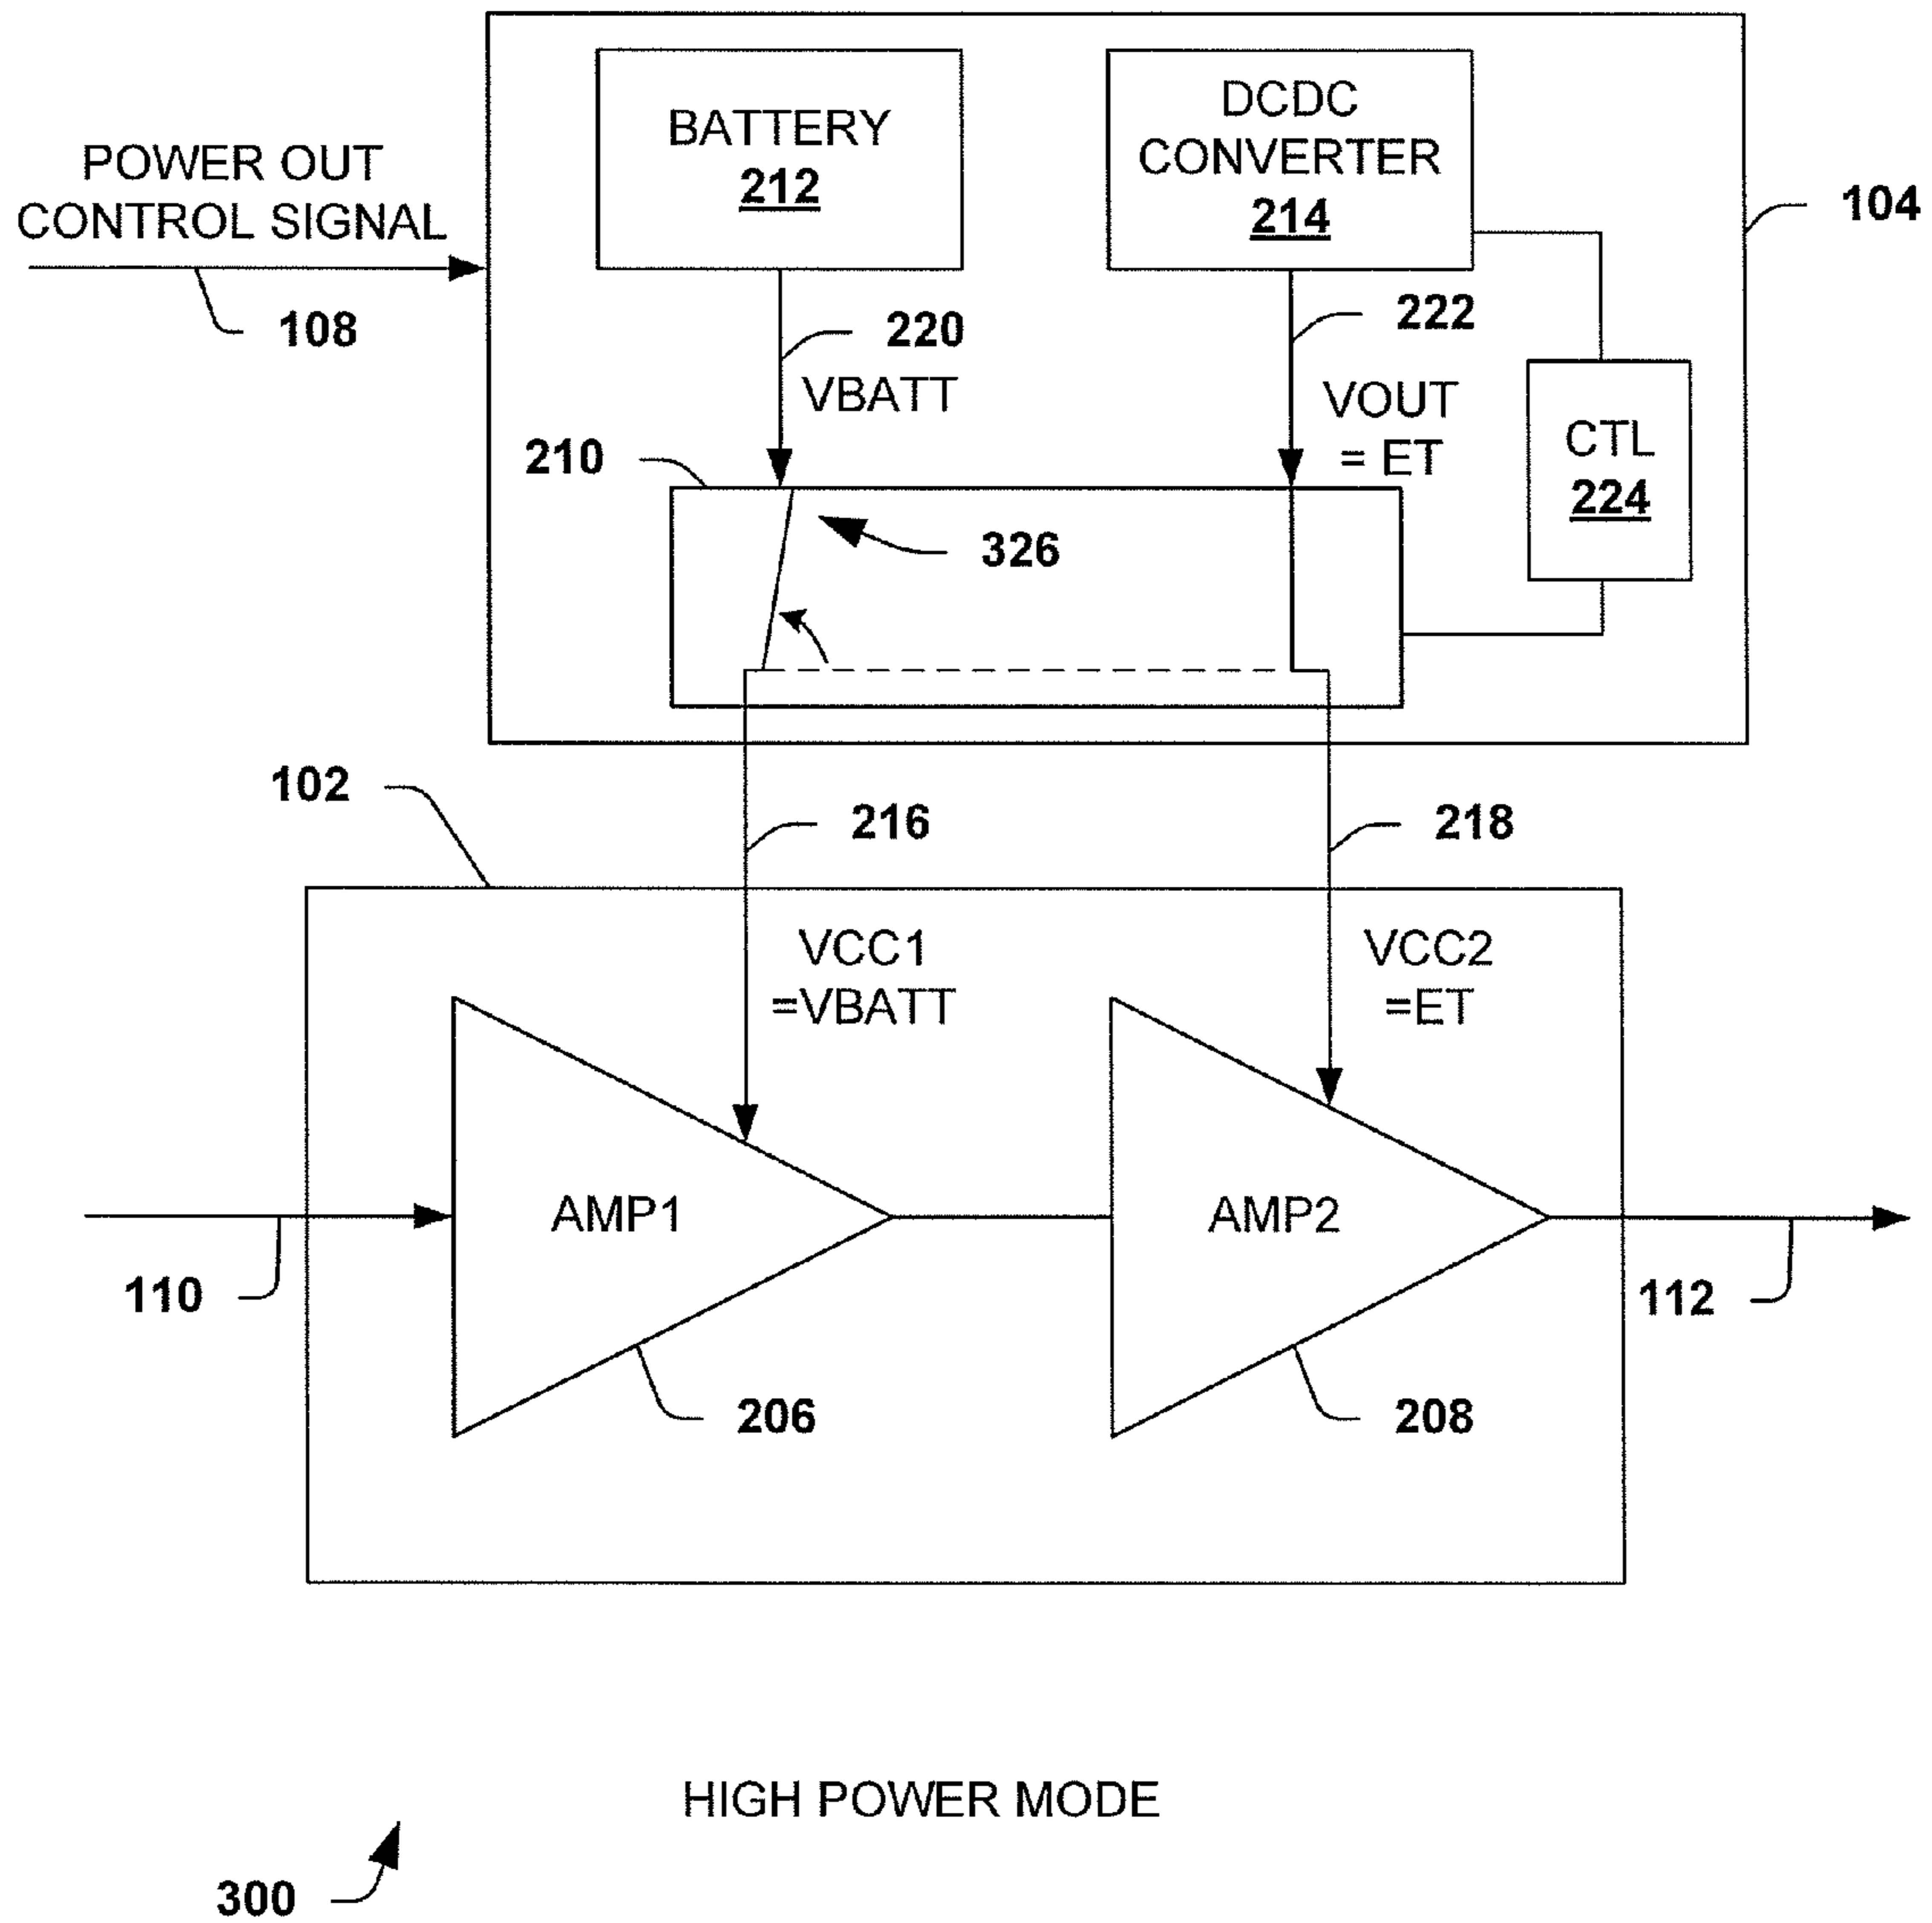 BATTERY
212
DCDC
CONVERTER
214
POWER OUT
CONTROL SIGNAL
104
108
220
222
VBATT
VOUT
= ET
CTL
224
210
326
102
216
218
VCC1
=VBATT
VCC2
=ET
AMP1
AMP2
110
112
206
208
HIGH POWER MODE
300